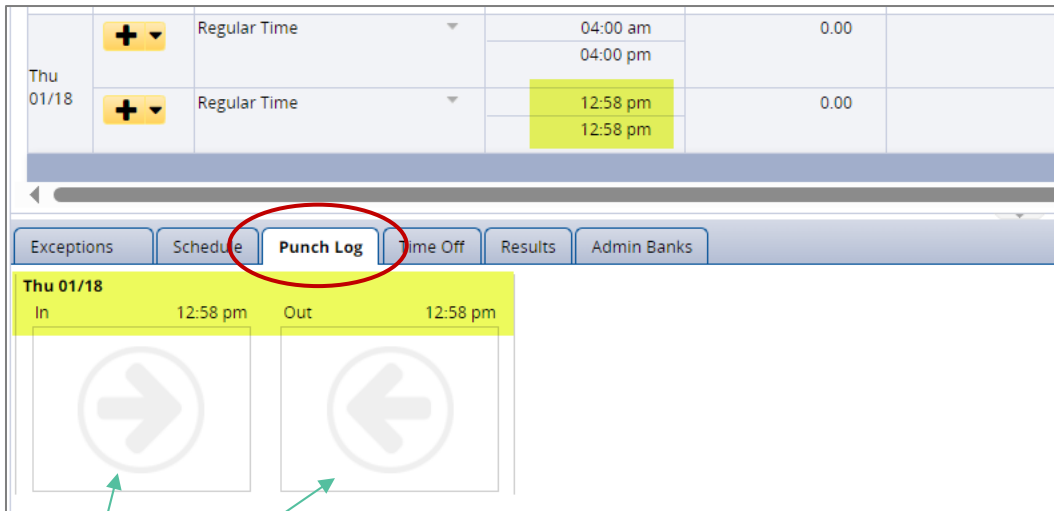 Regular Time 04:00 am 0.00
04:00 pm
Thu
01/18
Regular Time 12:58 pm 0.00
12:58 pm
Exceptions Schedule Punch Log Time Off Results Admin Banks
Thu 01/18
In 12:58 pm Out 12:58 pm